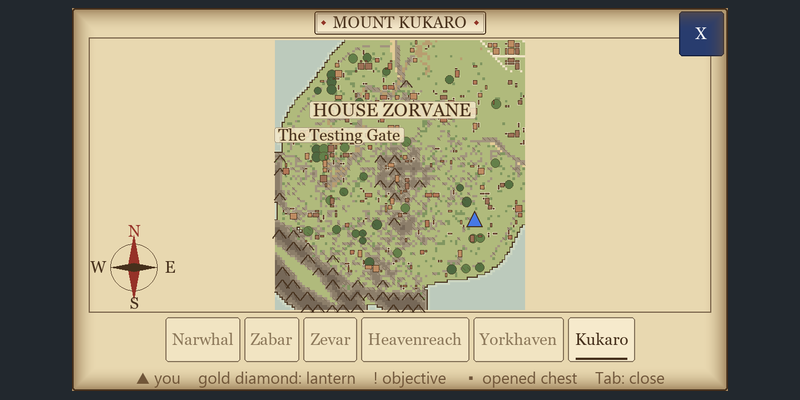 MOUNT KUKARO
X
HOUSE ZORVANE
The Testing Gate
N
W E
S
Narwhal Zabar Zevar Heavenreach Yorkhaven Kukaro
▲ you gold diamond: lantern ! objective ▪ opened chest Tab: close